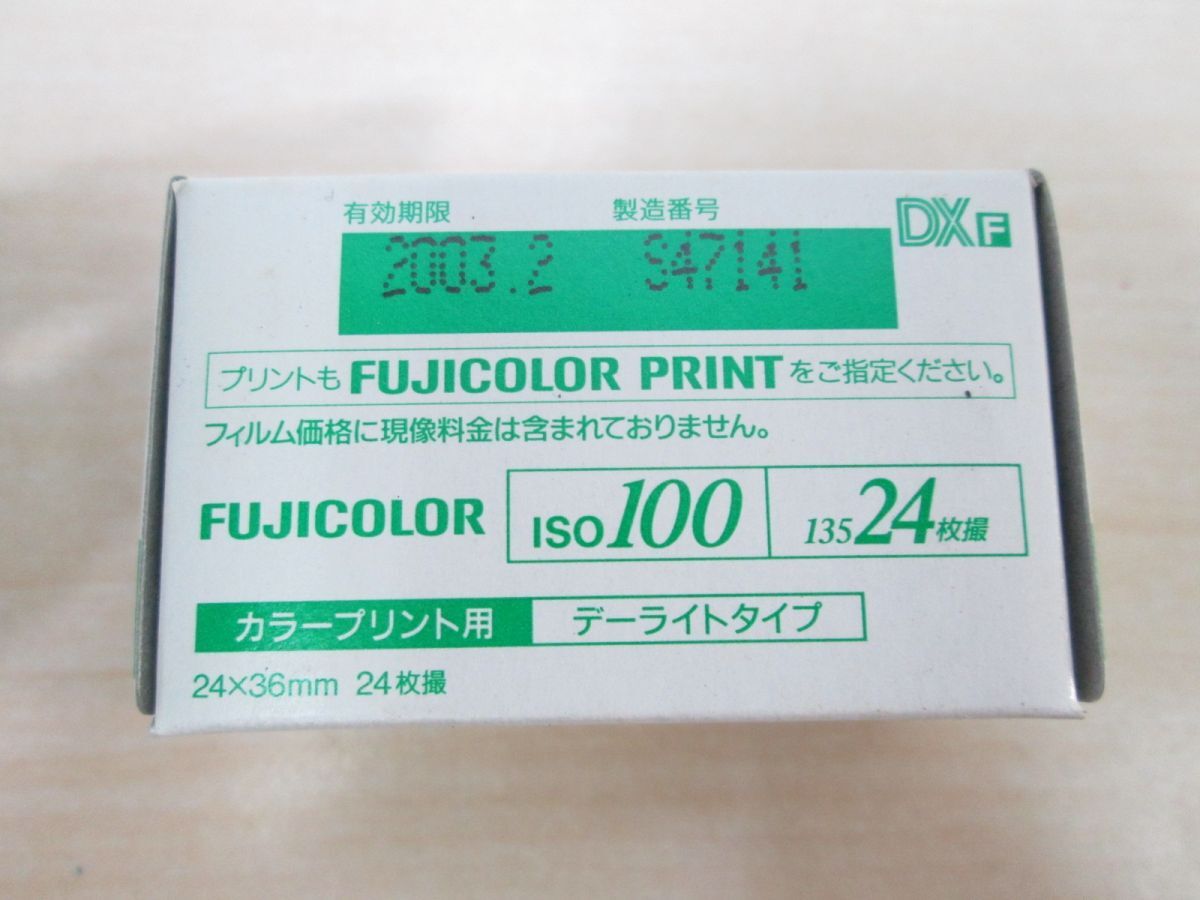 有効期限 製造番号 DX F
2003.2 S47141
プリントも FUJICOLOR PRINT をご指定ください。
フィルム価格に現像料金は含まれておりません。
FUJICOLOR ISO 100 135 24枚撮
カラープリント用 デーライトタイプ
24×36mm 24枚撮